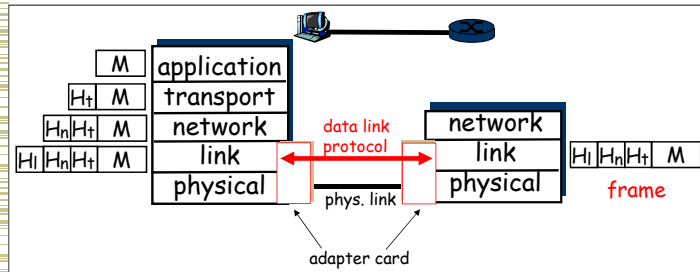 M application
Ht M transport
Hn Ht M network
Hl Hn Ht M link
physical
data link
protocol
phys. link
network
link
physical
Hl Hn Ht M
frame
adapter card